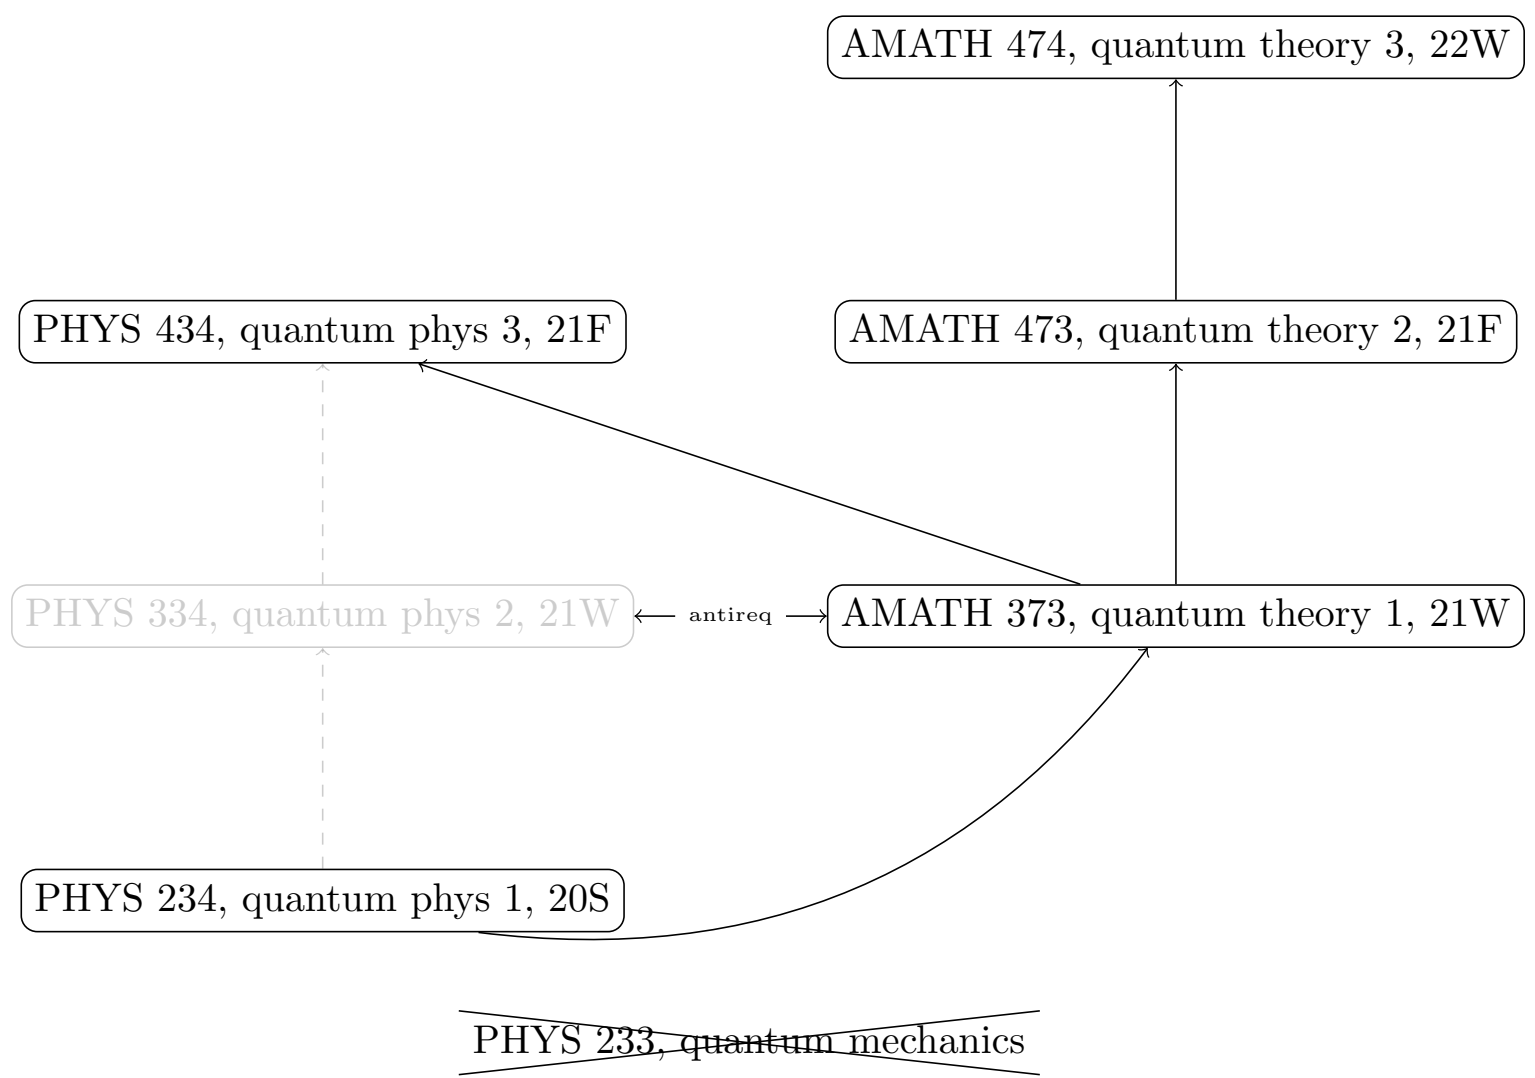 AMATH 474, quantum theory 3, 22W
PHYS 434, quantum phys 3, 21F
AMATH 473, quantum theory 2, 21F
PHYS 334, quantum phys 2, 21W
antireq
AMATH 373, quantum theory 1, 21W
PHYS 234, quantum phys 1, 20S
PHYS 233, quantum mechanics